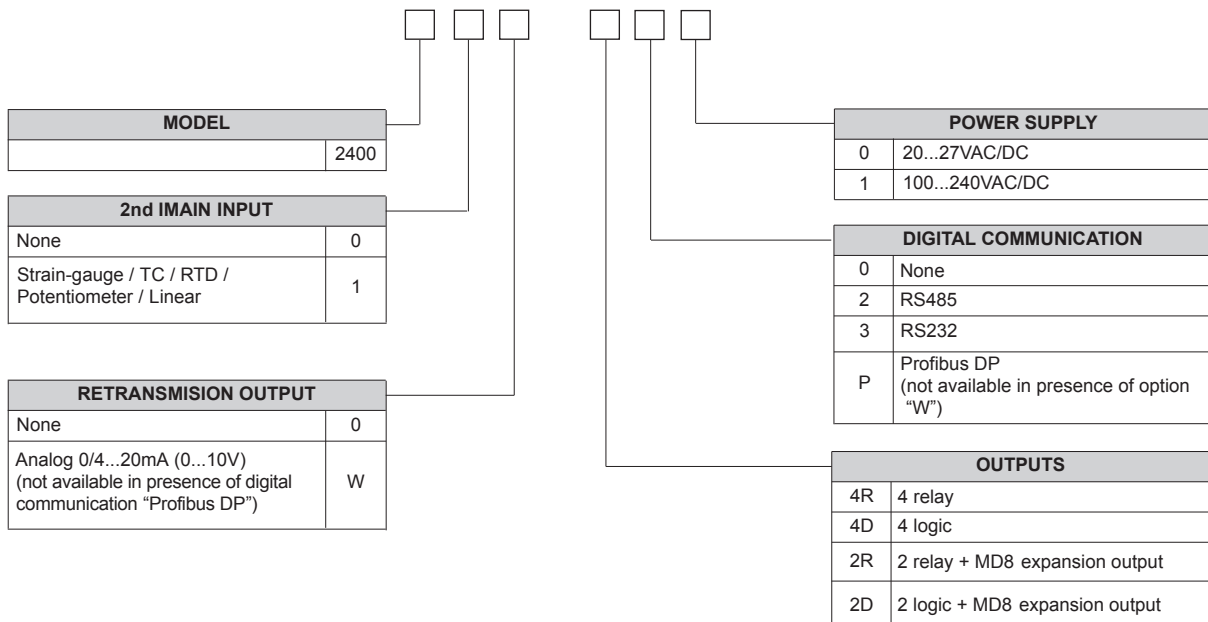 MODEL
2400
2nd IMAIN INPUT
None 0
Strain-gauge / TC / RTD /
Potentiometer / Linear 1
RETRANSMISION OUTPUT
None 0
Analog 0/4...20mA (0...10V)
(not available in presence of digital
communication “Profibus DP”) W
POWER SUPPLY
0 20...27VAC/DC
1 100...240VAC/DC
DIGITAL COMMUNICATION
0 None
2 RS485
3 RS232
P Profibus DP
(not available in presence of option
“W”)
OUTPUTS
4R 4 relay
4D 4 logic
2R 2 relay + MD8 expansion output
2D 2 logic + MD8 expansion output